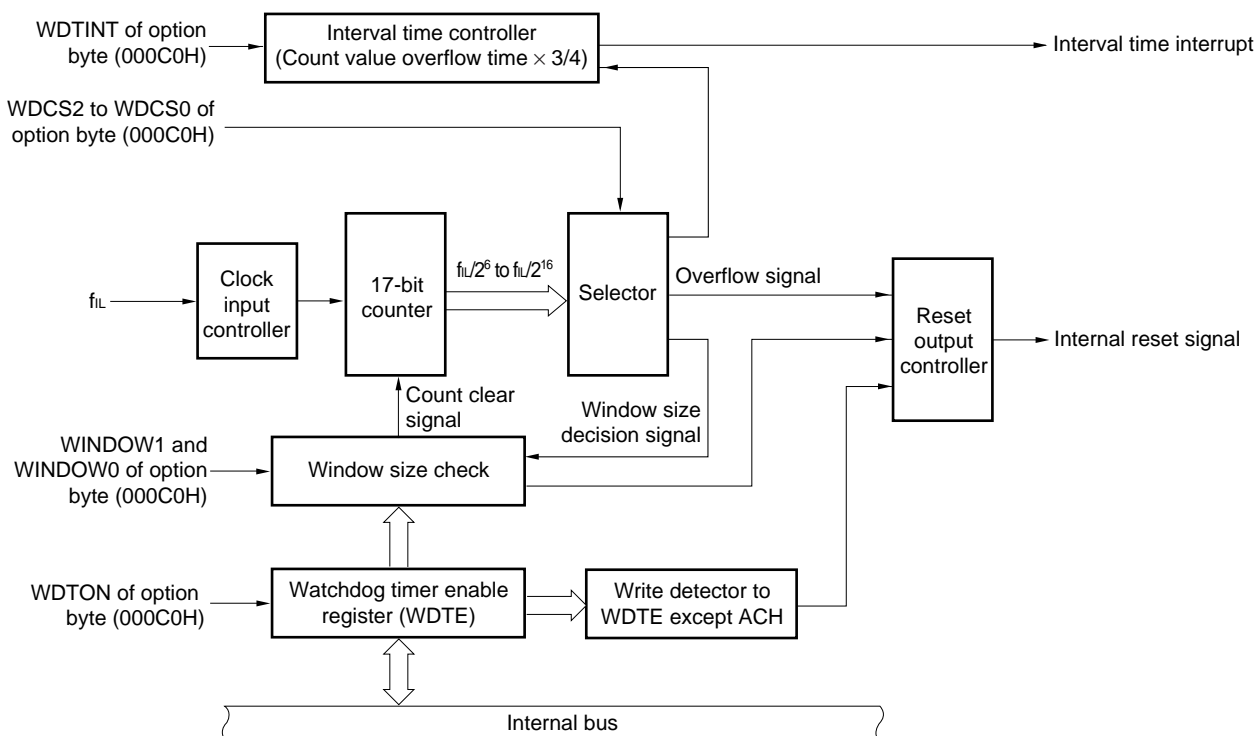 WDTINT of option
byte (000C0H)
Interval time controller
(Count value overflow time × 3/4)
Interval time interrupt
WDCS2 to WDCS0 of
option byte (000C0H)
fIL
Clock
input
controller
17-bit
counter
fIL/2⁶ to fIL/2¹⁶
Selector
Overflow signal
Reset
output
controller
Internal reset signal
Count clear
signal
Window size
decision signal
WINDOW1 and
WINDOW0 of option
byte (000C0H)
Window size check
WDTON of option
byte (000C0H)
Watchdog timer enable
register (WDTE)
Write detector to
WDTE except ACH
Internal bus